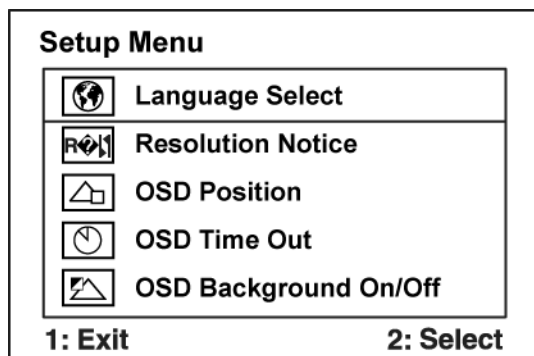 Setup Menu
Language Select
Resolution Notice
OSD Position
OSD Time Out
OSD Background On/Off
1: Exit 2: Select